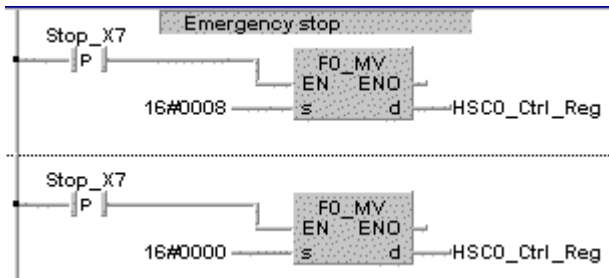 Emergency stop
Stop_X7
P
F0_MV
EN ENO
16#0008 s d HSC0_Ctrl_Reg
Stop_X7
P
F0_MV
EN ENO
16#0000 s d HSC0_Ctrl_Reg